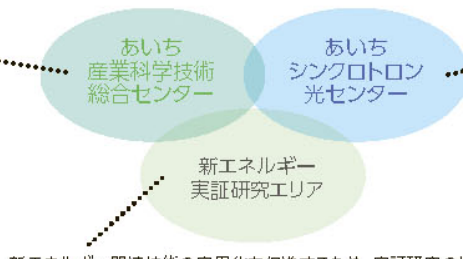 あいち
産業科学技術
総合センター
あいち
シンクロトロン
光センター
新エネルギー
実証研究エリア